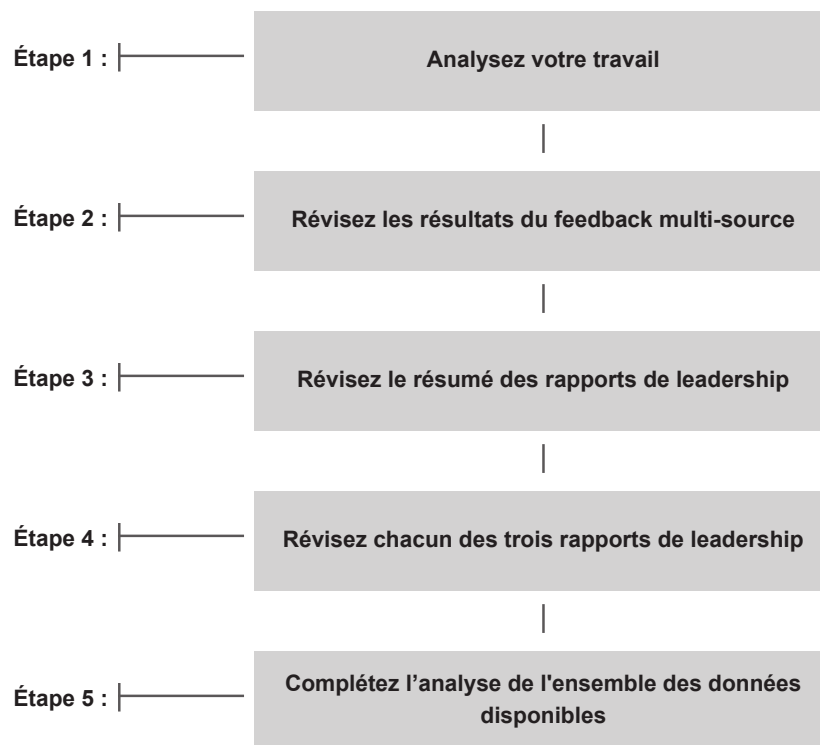 Étape 1 :
Analysez votre travail
Étape 2 :
Révisez les résultats du feedback multi-source
Étape 3 :
Révisez le résumé des rapports de leadership
Étape 4 :
Révisez chacun des trois rapports de leadership
Étape 5 :
Complétez l’analyse de l'ensemble des données
disponibles